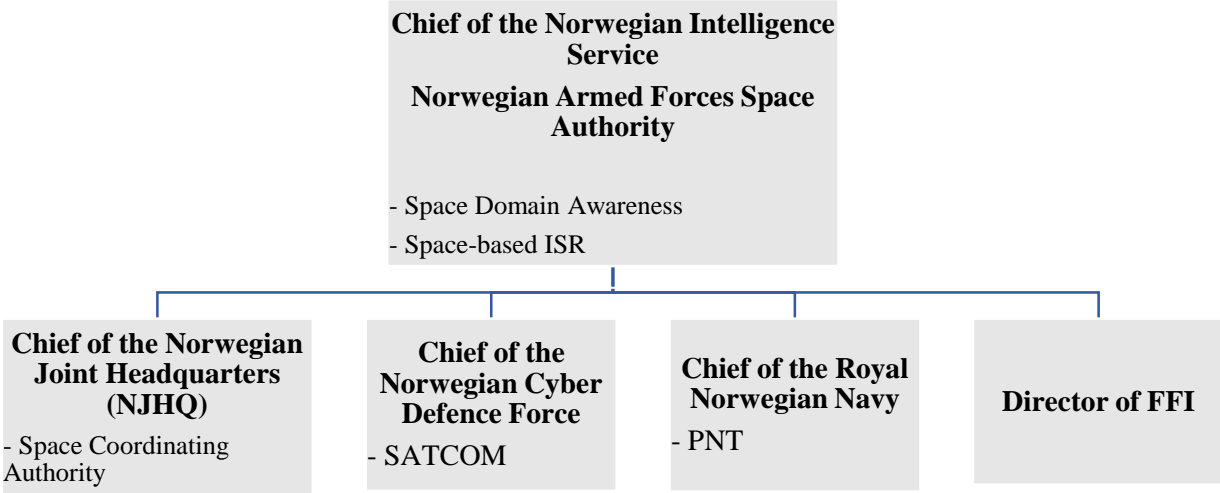 Chief of the Norwegian Intelligence
Service
Norwegian Armed Forces Space
Authority
- Space Domain Awareness
- Space-based ISR
Chief of the Norwegian
Joint Headquarters
(NJHQ)
- Space Coordinating
Authority
Chief of the
Norwegian Cyber
Defence Force
- SATCOM
Chief of the Royal
Norwegian Navy
- PNT
Director of FFI